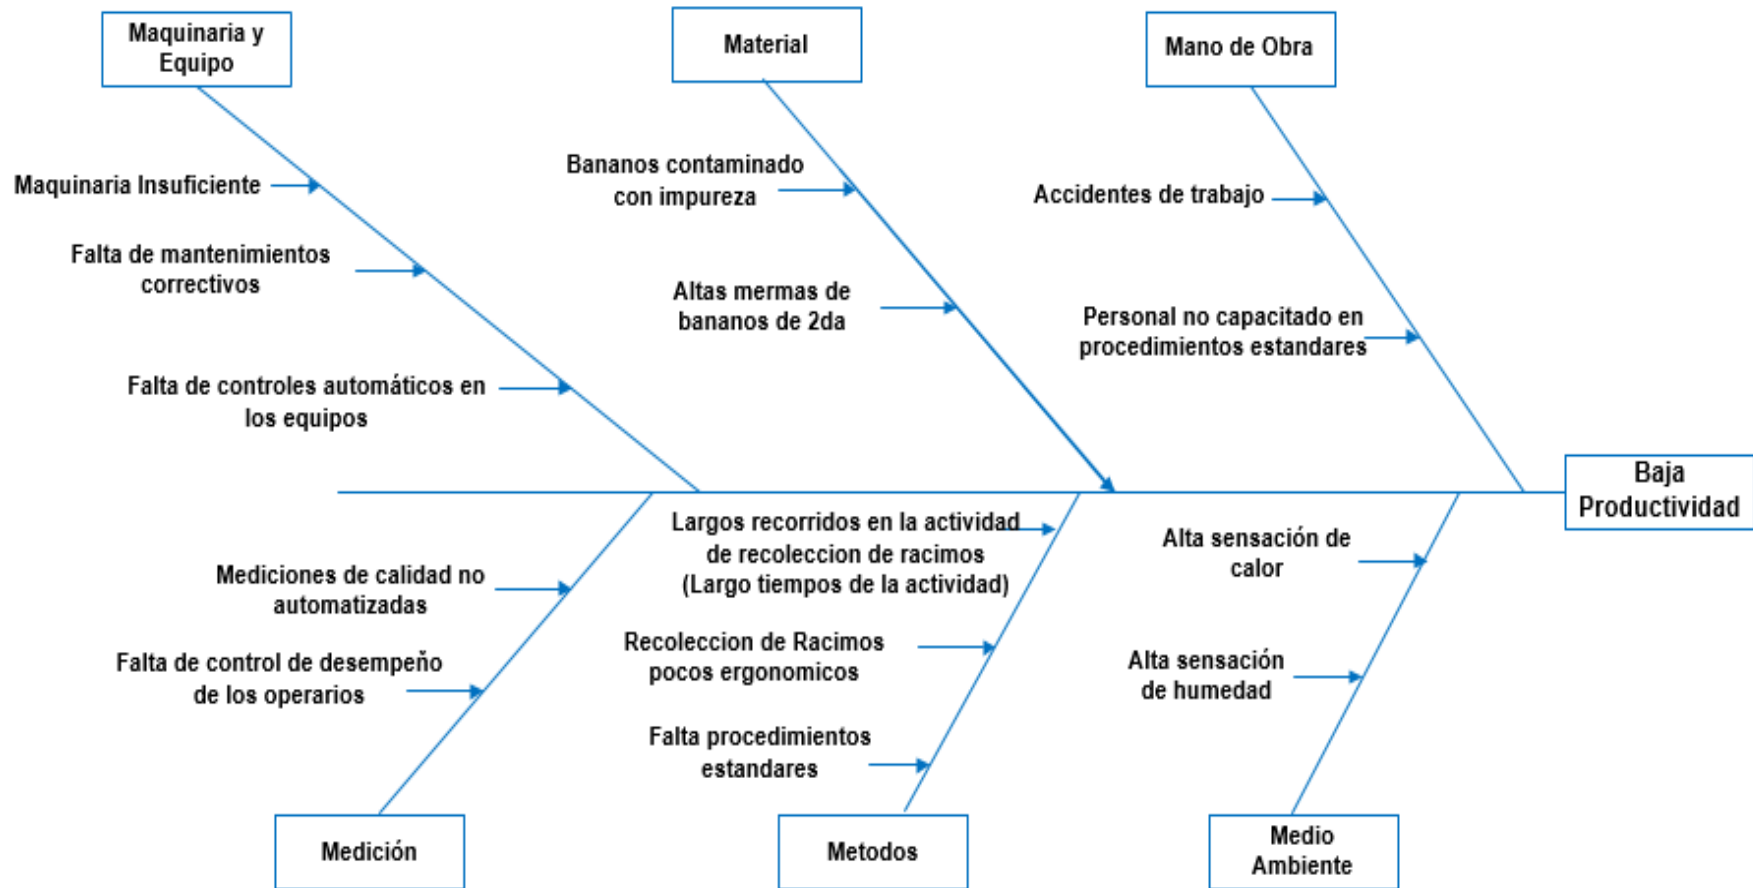 Maquinaria y
Equipo
Material
Mano de Obra
Maquinaria Insuficiente
Falta de mantenimientos
correctivos
Falta de controles automáticos en
los equipos
Bananos contaminado
con impureza
Altas mermas de
bananos de 2da
Accidentes de trabajo
Personal no capacitado en
procedimientos estandares
Baja
Productividad
Mediciones de calidad no
automatizadas
Falta de control de desempeño
de los operarios
Largos recorridos en la actividad
de recoleccion de racimos
(Largo tiempos de la actividad)
Recoleccion de Racimos
pocos ergonomicos
Falta procedimientos
estandares
Alta sensación de
calor
Alta sensación
de humedad
Medición
Metodos
Medio
Ambiente